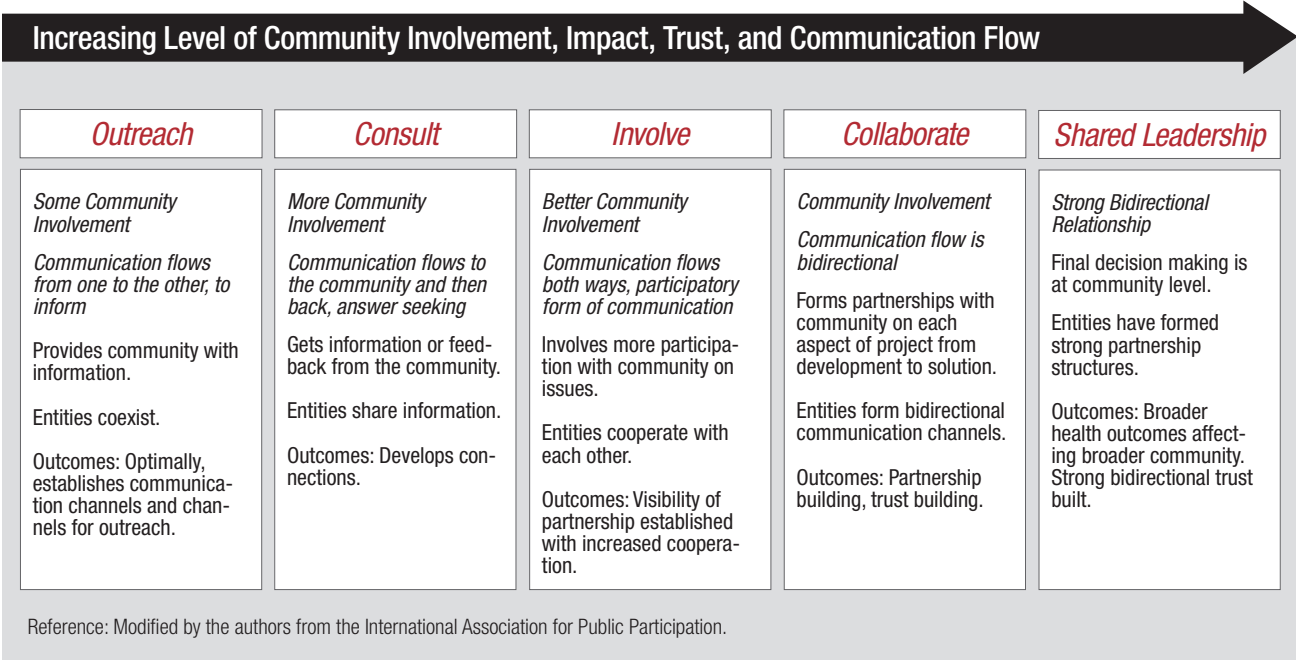 Increasing Level of Community Involvement, Impact, Trust, and Communication Flow
Outreach
Some Community
Involvement
Communication flows
from one to the other, to
inform
Provides community with
information.
Entities coexist.
Outcomes: Optimally,
establishes communica-
tion channels and chan-
nels for outreach.
Consult
More Community
Involvement
Communication flows to
the community and then
back, answer seeking
Gets information or feed-
back from the community.
Entities share information.
Outcomes: Develops con-
nections.
Involve
Better Community
Involvement
Communication flows
both ways, participatory
form of communication
Involves more participa-
tion with community on
issues.
Entities cooperate with
each other.
Outcomes: Visibility of
partnership established
with increased coopera-
tion.
Collaborate
Community Involvement
Communication flow is
bidirectional
Forms partnerships with
community on each
aspect of project from
development to solution.
Entities form bidirectional
communication channels.
Outcomes: Partnership
building, trust building.
Shared Leadership
Strong Bidirectional
Relationship
Final decision making is
at community level.
Entities have formed
strong partnership
structures.
Outcomes: Broader
health outcomes affect-
ing broader community.
Strong bidirectional trust
built.
Reference: Modified by the authors from the International Association for Public Participation.